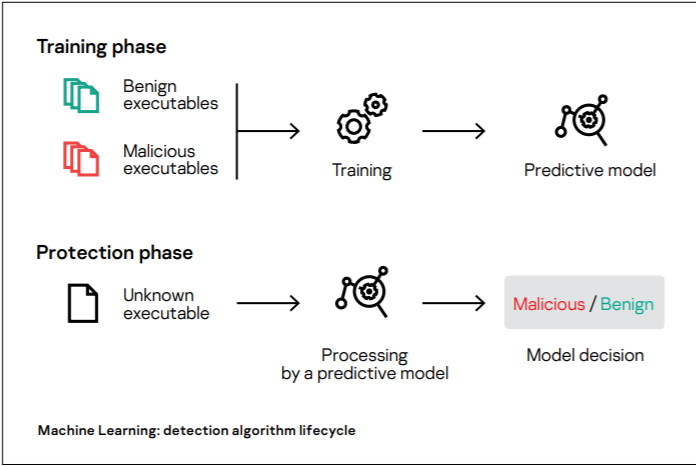 Training phase
Benign
executables
Malicious
executables
Training
Predictive model
Protection phase
Unknown
executable
Processing
by a predictive model
Malicious / Benign
Model decision
Machine Learning: detection algorithm lifecycle